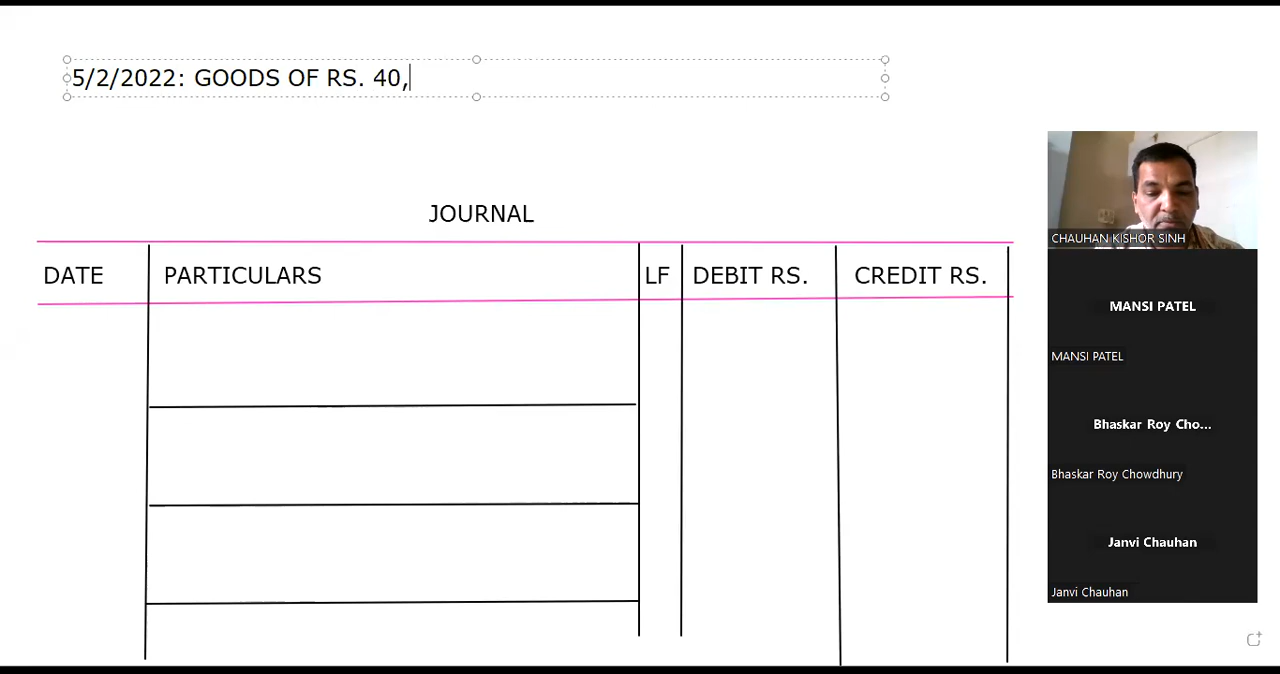 5/2/2022: GOODS OF RS. 40,
JOURNAL
DATE PARTICULARS LF DEBIT RS. CREDIT RS.
CHAUHAN KISHOR SINH
MANSI PATEL
MANSI PATEL
Bhaskar Roy Cho...
Bhaskar Roy Chowdhury
Janvi Chauhan
Janvi Chauhan